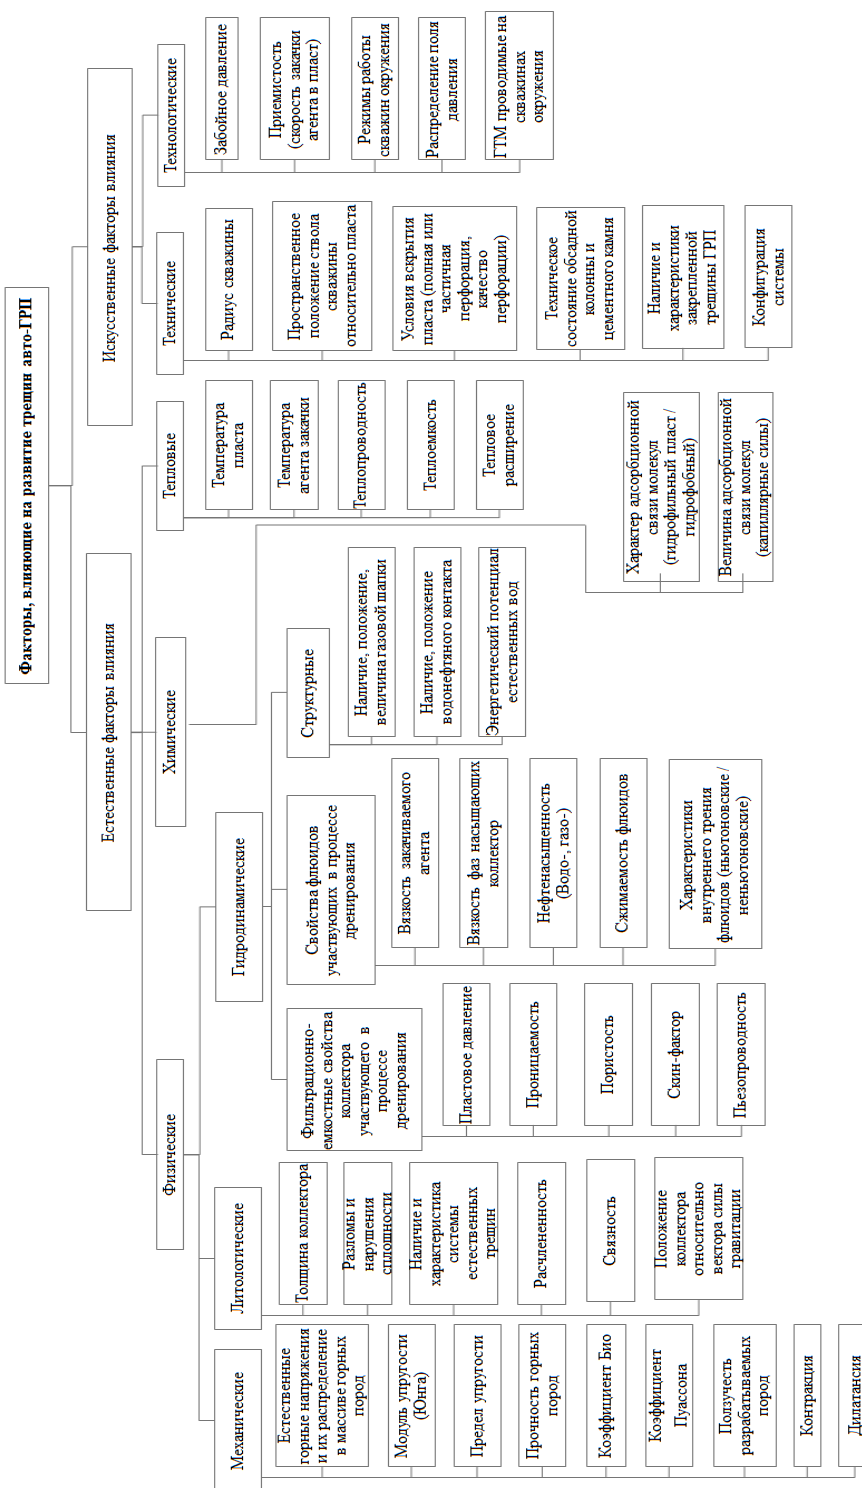 Факторы, влияющие на развитие трещин авто-ГРП
Естественные факторы влияния
Искусственные факторы влияния
Физические
Химические
Тепловые
Технические
Технологические
Механические
Естественные
горные напряжения
и их распределение
в массиве горных
пород
Модуль упругости
(Юнга)
Предел упругости
Прочность горных
пород
Коэффициент Био
Коэффициент
Пуассона
Ползучесть
разрабатываемых
пород
Контракция
Дилатансия
Литологические
Толщина коллектора
Разломы и
нарушения
сплошности
Наличие и
характеристика
системы
естественных
трещин
Расчлененность
Связность
Положение
коллектора
относительно
вектора силы
гравитации
Гидродинамические
Фильтрационно-
емкостные свойства
коллектора
участвующего в
процессе
дренирования
Пластовое давление
Проницаемость
Пористость
Скин-фактор
Пьезопроводность
Свойства флюидов
участвующих в процессе
дренирования
Вязкость закачиваемого
агента
Вязкость фаз насыщающих
коллектор
Нефтенасыщенность
(Водо-, газо-)
Сжимаемость флюидов
Характеристики
внутреннего трения
флюидов (ньютоновские /
неньютоновские)
Структурные
Наличие, положение,
величина газовой шапки
Наличие, положение
водонефтяного контакта
Энергетический потенциал
естественных вод
Характер адсорбционной
связи молекул
(гидрофильный пласт /
гидрофобный)
Величина адсорбционной
связи молекул
(капиллярные силы)
Температура
пласта
Температура
агента закачки
Теплопроводность
Теплоемкость
Тепловое
расширение
Радиус скважины
Пространственное
положение ствола
скважины
относительно пласта
Условия вскрытия
пласта (полная или
частичная
перфорация,
качество
перфорации)
Техническое
состояние обсадной
колонны и
цементного камня
Наличие и
характеристики
закрепленной
трещины ГРП
Конфигурация
системы
Забойное давление
Приемистость
(скорость закачки
агента в пласт)
Режимы работы
скважин окружения
Распределение поля
давления
ГТМ проводимые на
скважинах
окружения